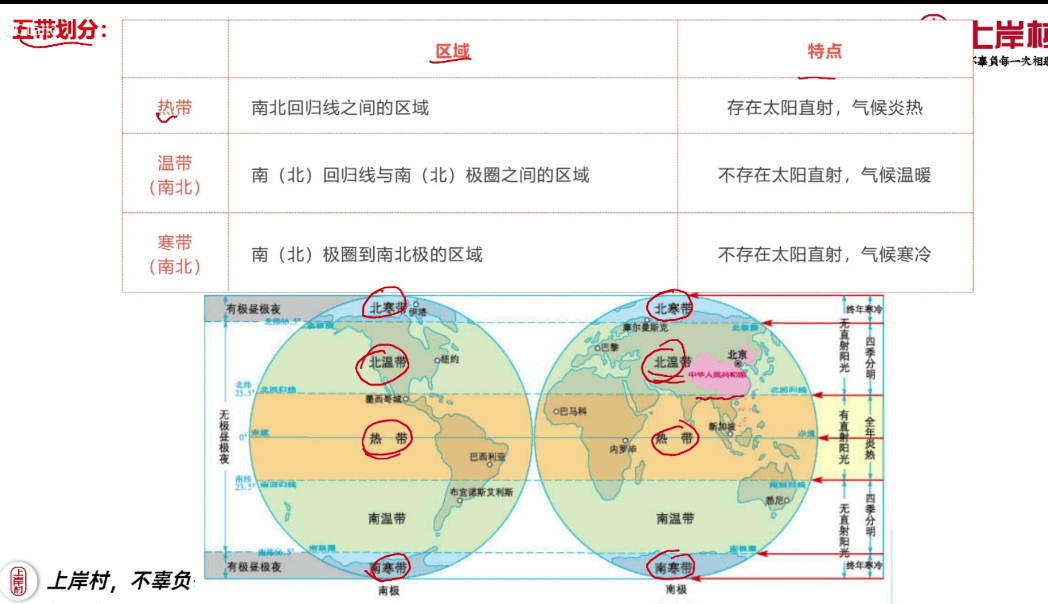 五带划分:
上岸村
不辜负每一次相遇
区域 特点
热带 南北回归线之间的区域 存在太阳直射，气候炎热
温带
（南北） 南（北）回归线与南（北）极圈之间的区域 不存在太阳直射，气候温暖
寒带
（南北） 南（北）极圈到南北极的区域 不存在太阳直射，气候寒冷
有极昼极夜 北寒带 北寒带 终年寒冷
北纬66.5° 北极圈 摩尔曼斯克 北极圈
北温带 纽约 巴黎 北温带 北京 无直射阳光 四季分明
中华人民共和国
北纬
23.5° 北回归线 北回归线
墨西哥城
无极昼极夜 巴马科 新加坡 有直射阳光 全年炎热
0° 赤道 热带 热带 赤道
内罗毕
巴西利亚
南纬
23.5° 南回归线 南回归线
布宜诺斯艾利斯 悉尼
南温带 南温带 无直射阳光 四季分明
南纬66.5° 南极圈 南极圈
有极昼极夜 南寒带 南寒带 终年寒冷
南极 南极
上岸村
上岸村，不辜负